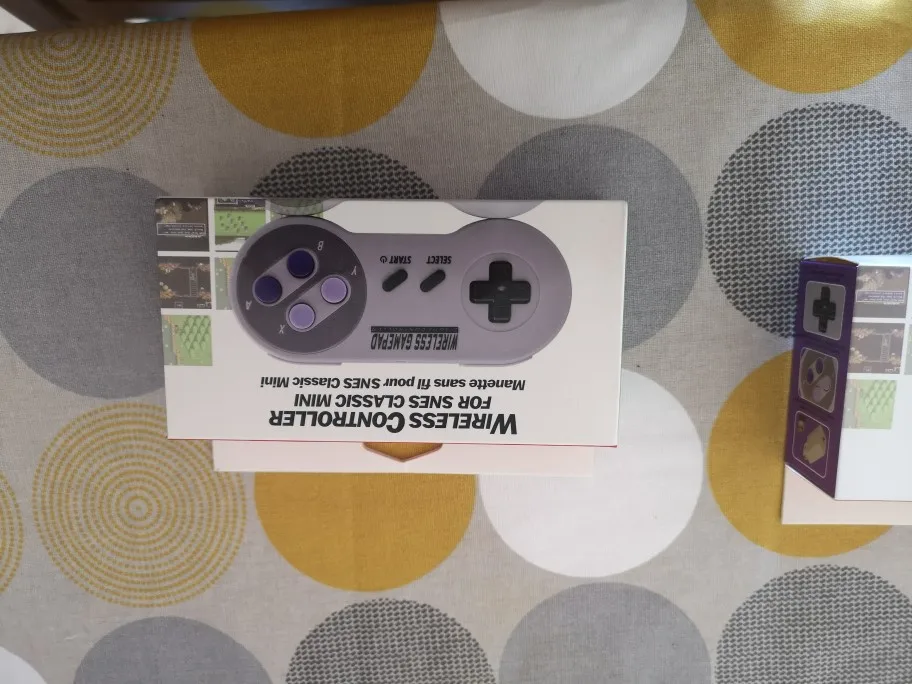 WIRELESS CONTROLLER
FOR SNES CLASSIC MINI
Manette sans fil pour SNES Classic Mini
WIRELESS GAMEPAD
SELECT
START
X
Y
A
B